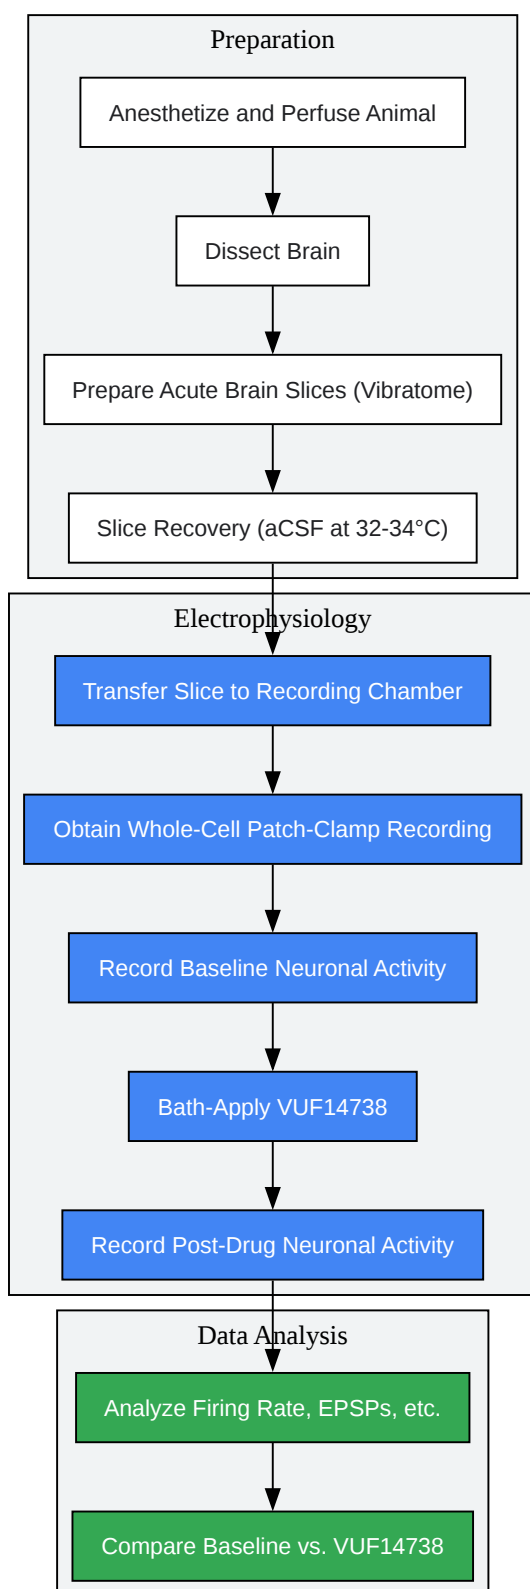 Preparation
Anesthetize and Perfuse Animal
Dissect Brain
Prepare Acute Brain Slices (Vibratome)
Slice Recovery (aCSF at 32-34°C)
Electrophysiology
Transfer Slice to Recording Chamber
Obtain Whole-Cell Patch-Clamp Recording
Record Baseline Neuronal Activity
Bath-Apply VUF14738
Record Post-Drug Neuronal Activity
Data Analysis
Analyze Firing Rate, EPSPs, etc.
Compare Baseline vs. VUF14738